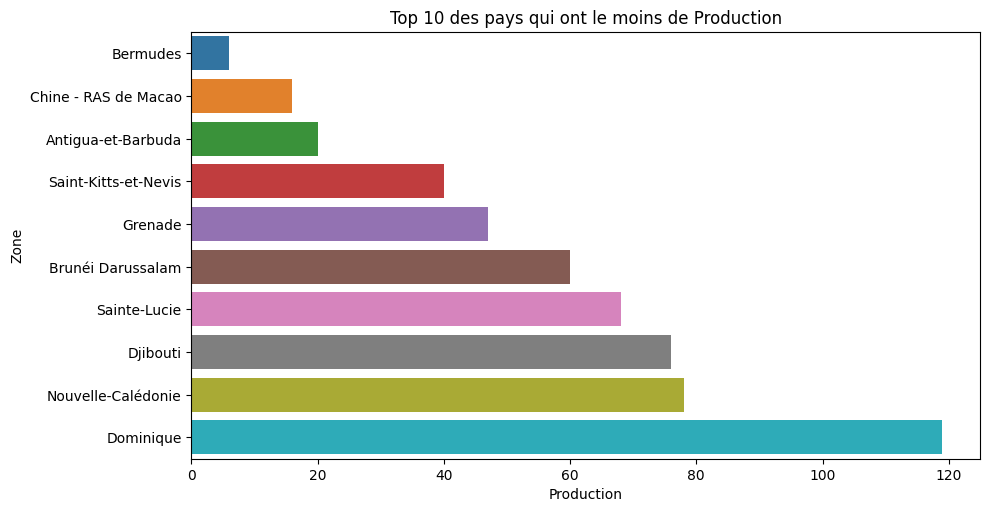 Top 10 des pays qui ont le moins de Production
Zone
Bermudes
Chine - RAS de Macao
Antigua-et-Barbuda
Saint-Kitts-et-Nevis
Grenade
Brunéi Darussalam
Sainte-Lucie
Djibouti
Nouvelle-Calédonie
Dominique
0 20 40 60 80 100 120
Production